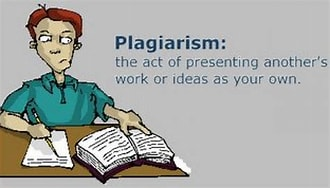 Plagiarism:
the act of presenting another's
work or ideas as your own.